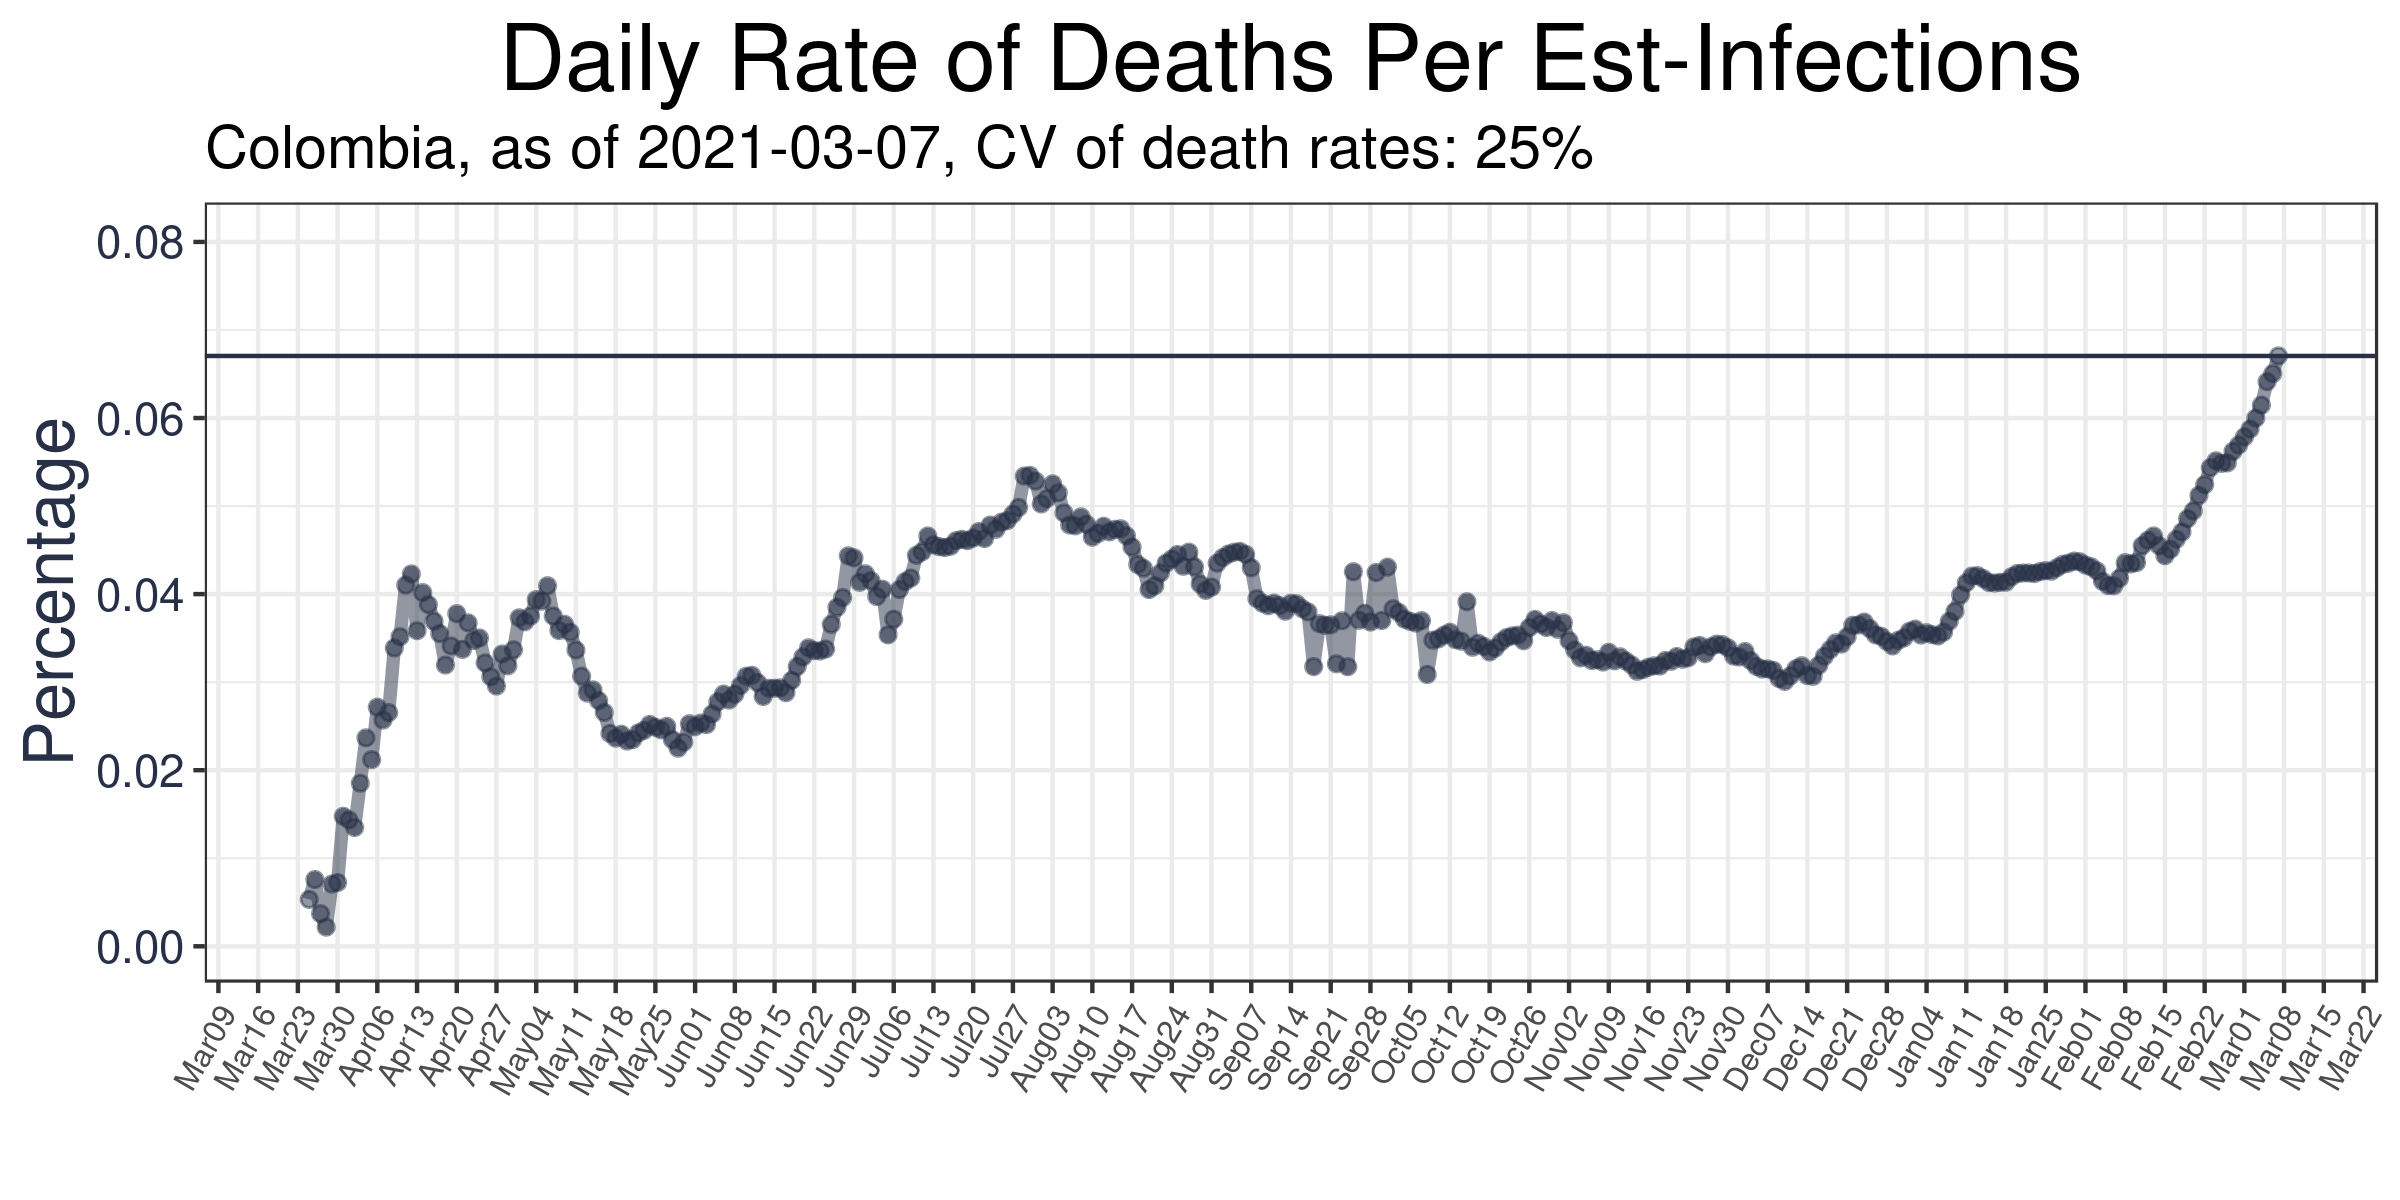 Daily Rate of Deaths Per Est-Infections
Colombia, as of 2021-03-07, CV of death rates: 25%
Percentage
0.08
0.06
0.04
0.02
0.00
Mar09
Mar16
Mar23
Mar30
Apr06
Apr13
Apr20
Apr27
May04
May11
May18
May25
Jun01
Jun08
Jun15
Jun22
Jun29
Jul06
Jul13
Jul20
Jul27
Aug03
Aug10
Aug17
Aug24
Aug31
Sep07
Sep14
Sep21
Sep28
Oct05
Oct12
Oct19
Oct26
Nov02
Nov09
Nov16
Nov23
Nov30
Dec07
Dec14
Dec21
Dec28
Jan04
Jan11
Jan18
Jan25
Feb01
Feb08
Feb15
Feb22
Mar01
Mar08
Mar15
Mar22